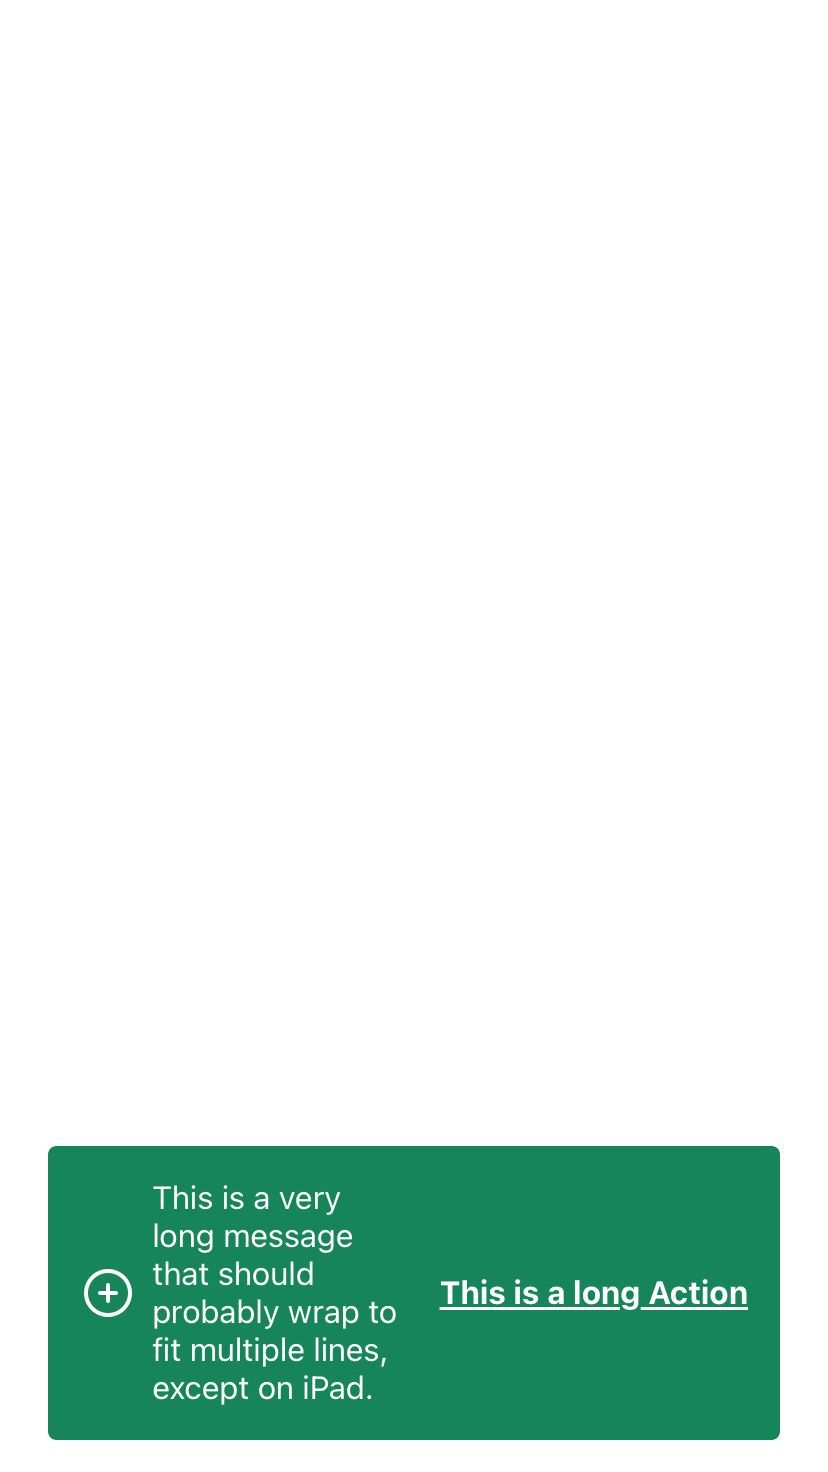 This is a very
long message
that should
probably wrap to
fit multiple lines,
except on iPad.
This is a long Action